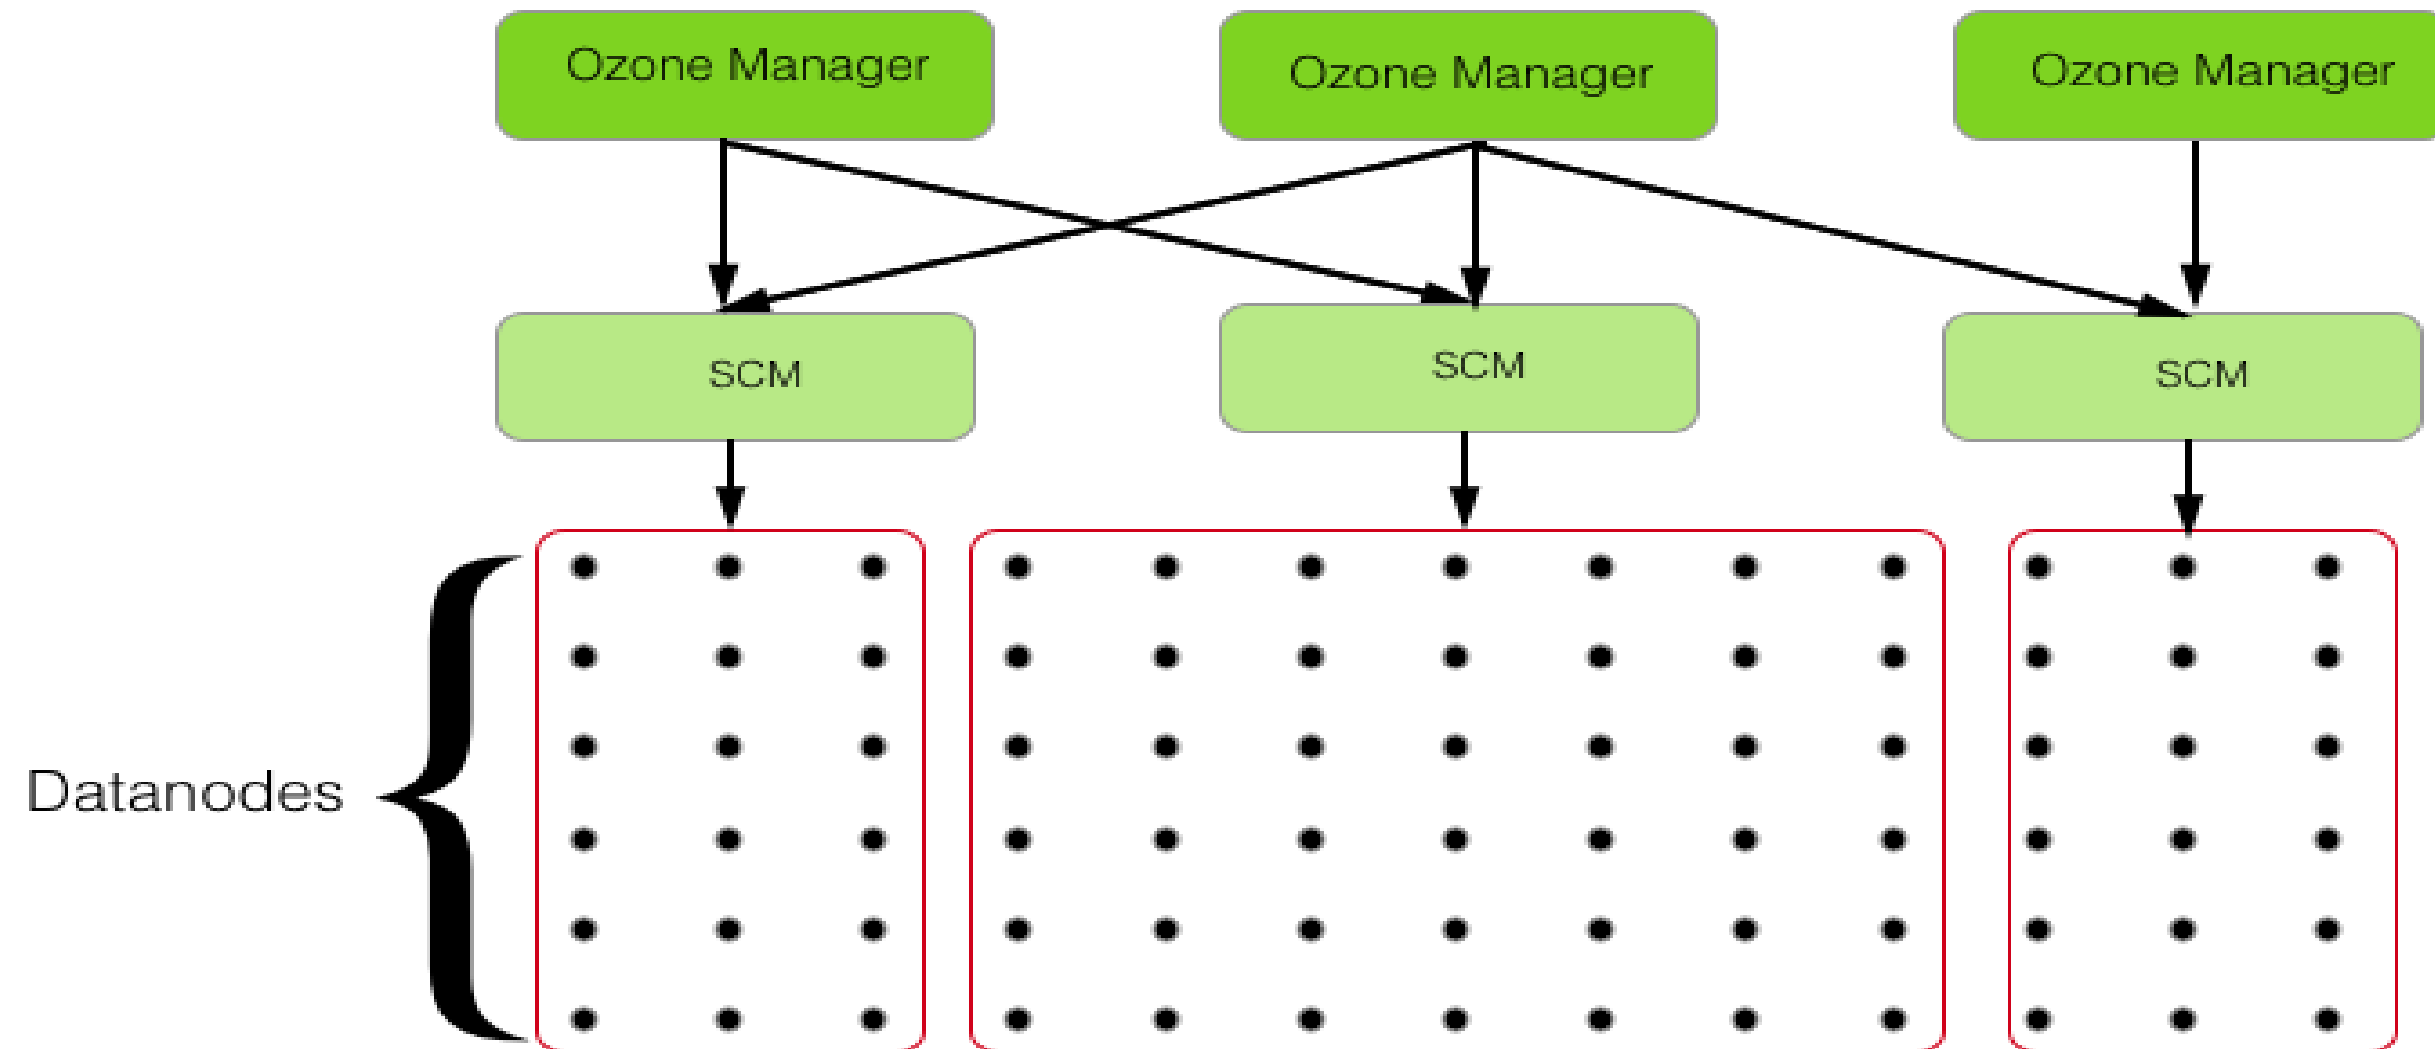 Ozone Manager
Ozone Manager
Ozone Manager
SCM
SCM
SCM
Datanodes